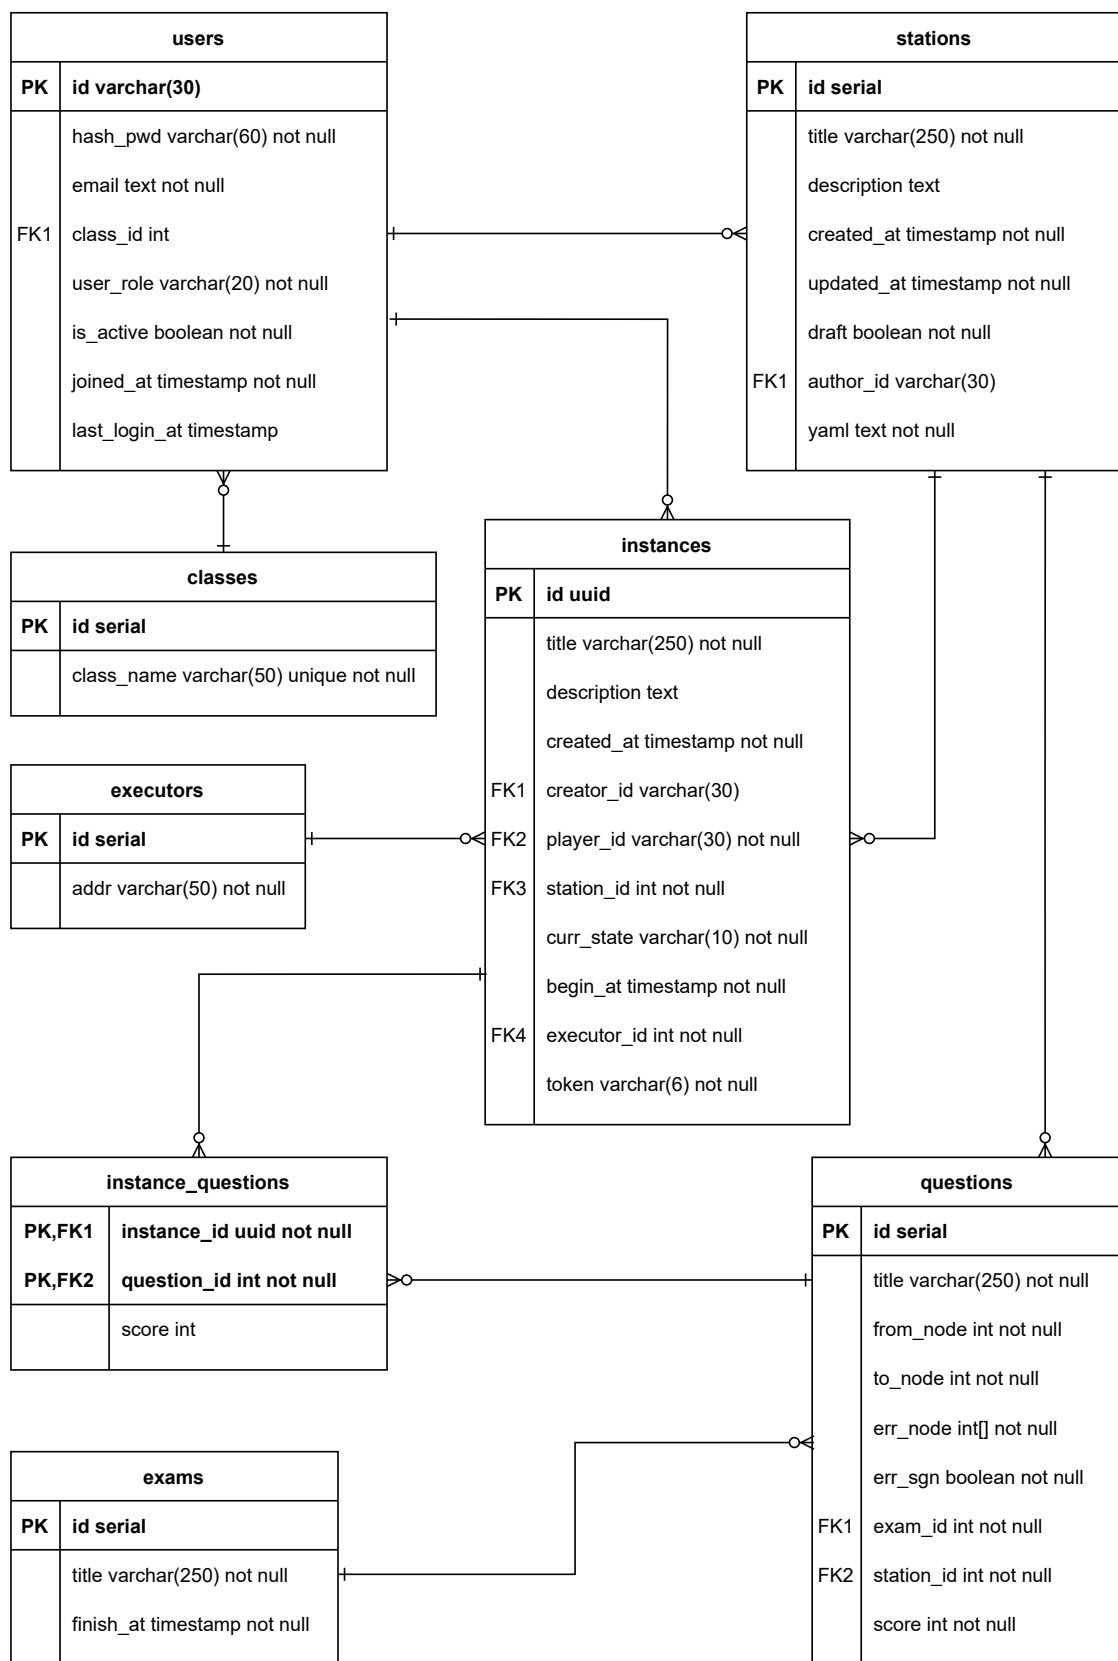 users
PK id varchar(30)
hash_pwd varchar(60) not null
email text not null
FK1 class_id int
user_role varchar(20) not null
is_active boolean not null
joined_at timestamp not null
last_login_at timestamp
stations
PK id serial
title varchar(250) not null
description text
created_at timestamp not null
updated_at timestamp not null
draft boolean not null
FK1 author_id varchar(30)
yaml text not null
classes
PK id serial
class_name varchar(50) unique not null
instances
PK id uuid
title varchar(250) not null
description text
created_at timestamp not null
FK1 creator_id varchar(30)
FK2 player_id varchar(30) not null
FK3 station_id int not null
curr_state varchar(10) not null
begin_at timestamp not null
FK4 executor_id int not null
token varchar(6) not null
executors
PK id serial
addr varchar(50) not null
instance_questions
PK,FK1 instance_id uuid not null
PK,FK2 question_id int not null
score int
questions
PK id serial
title varchar(250) not null
from_node int not null
to_node int not null
err_node int[] not null
err_sgn boolean not null
FK1 exam_id int not null
FK2 station_id int not null
score int not null
exams
PK id serial
title varchar(250) not null
finish_at timestamp not null